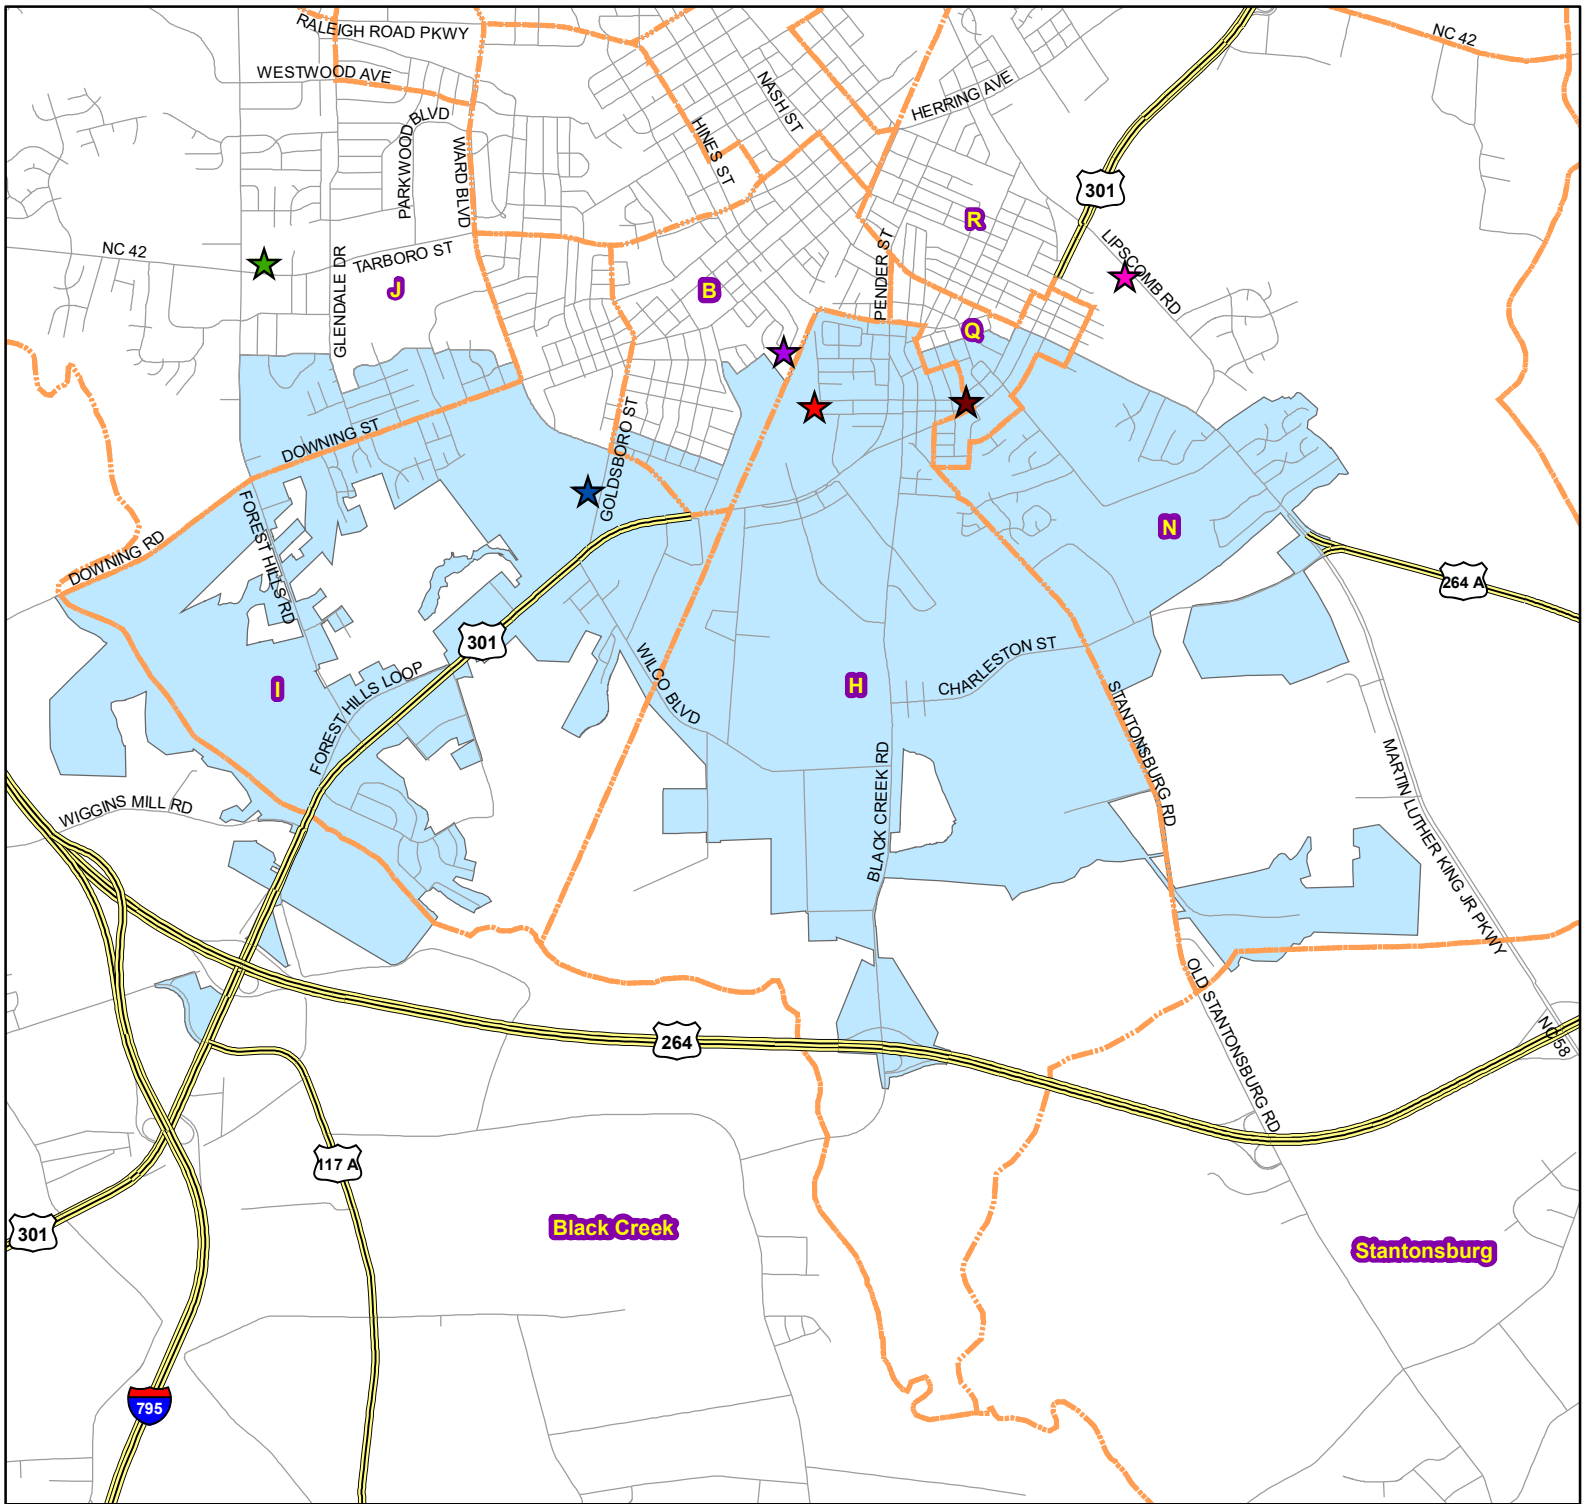 RALEIGH ROAD PKWY
NC 42
WESTWOOD AVE
NASH ST
HERRING AVE
PARKWOOD BLVD
WARD BLVD
HINES ST
301
R
NC 42
TARBORO ST
GLENDALE DR
J
B
PENDER ST
LIPSCOMB RD
Q
DOWNING ST
GOLDSBORO ST
FOREST HILLS RD
N
DOWNING RD
264 A
301
WILCO BLVD
I
H
CHARLESTON ST
FOREST HILLS LOOP
STANTONSBURG RD
BLACK CREEK RD
MARTIN LUTHER KING JR PKWY
WIGGINS MILL RD
OLD STANTONSBURG RD
264
NC 58
117 A
301
Black Creek
Stantonsburg
795